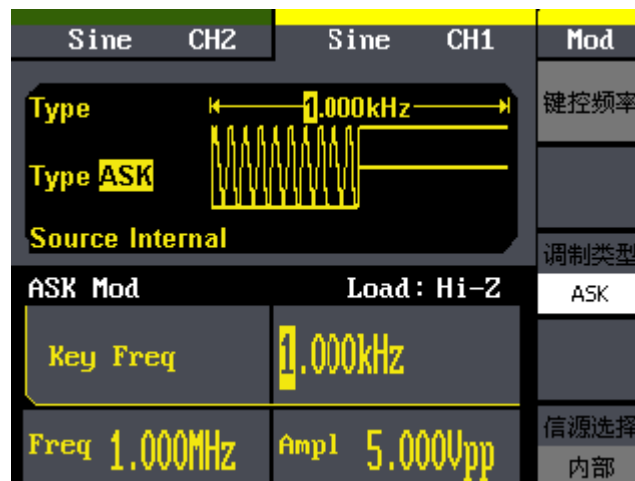 Sine CH2 Sine CH1 Mod
Type 1.000kHz
Type ASK
Source Internal
ASK Mod Load: Hi-Z
Key Freq 1.000kHz
Freq 1.000MHz Ampl 5.000Vpp
键控频率
调制类型
ASK
信源选择
内部